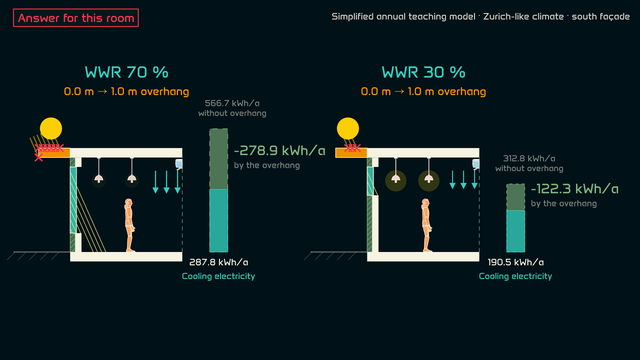 Answer for this room
Simplified annual teaching model · Zurich-like climate · south façade
WWR 70 %
0.0 m → 1.0 m overhang
566.7 kWh/a
without overhang
-278.9 kWh/a
by the overhang
287.8 kWh/a
Cooling electricity
WWR 30 %
0.0 m → 1.0 m overhang
312.8 kWh/a
without overhang
-122.3 kWh/a
by the overhang
190.5 kWh/a
Cooling electricity